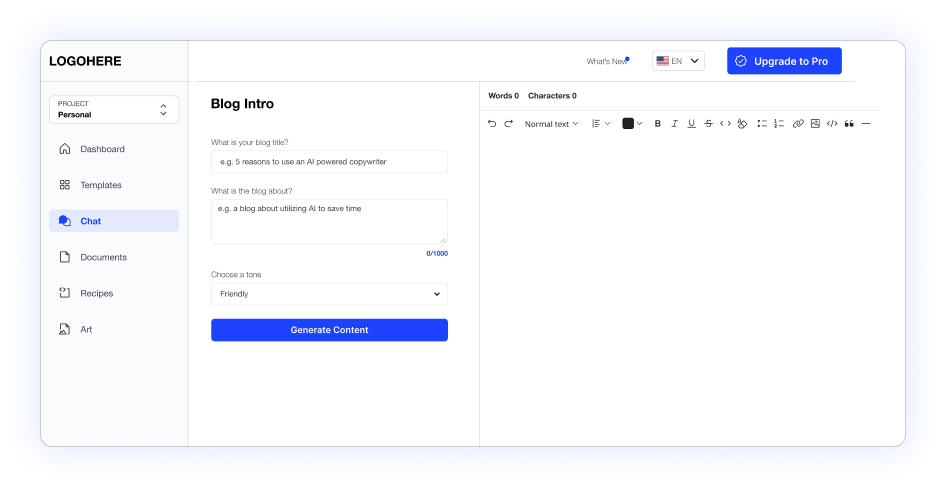 LOGOHERE
What's New
EN
Upgrade to Pro
PROJECT
Personal
Dashboard
Templates
Chat
Documents
Recipes
Art
Blog Intro
What is your blog title?
e.g. 5 reasons to use an AI powered copywriter
What is the blog about?
e.g. a blog about utilizing AI to save time
0/1000
Choose a tone
Friendly
Generate Content
Words 0 Characters 0
Normal text